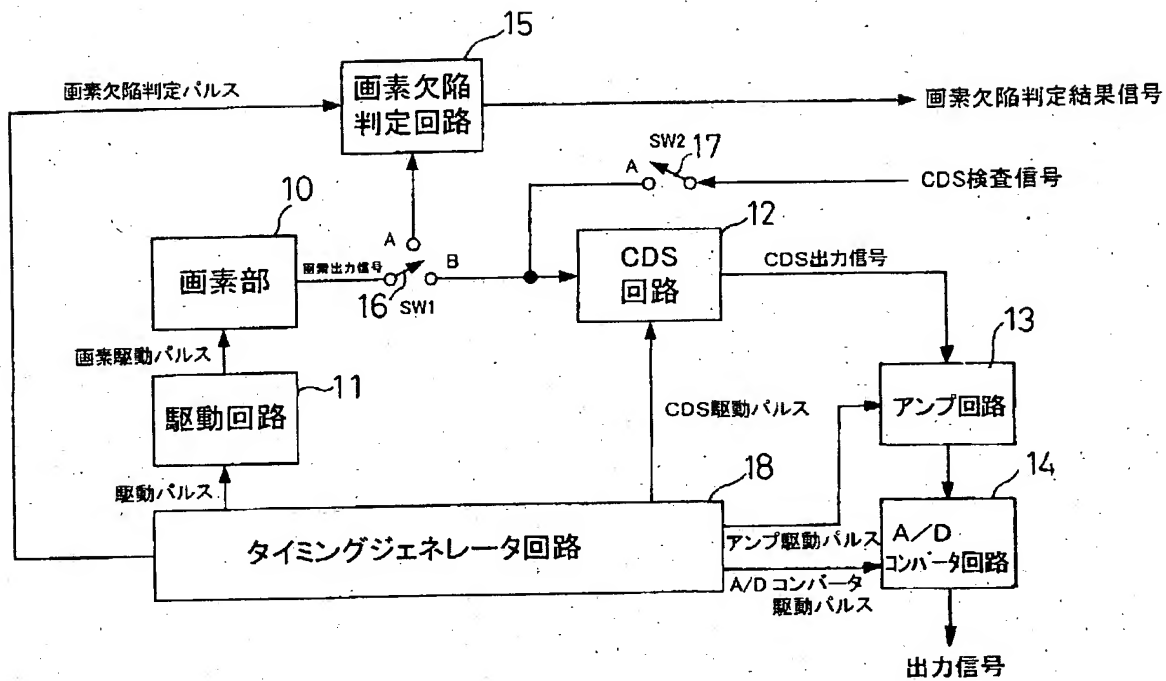 15
画素欠陥判定パルス
画素欠陥
判定回路
画素欠陥判定結果信号
SW2
17
A
CDS検査信号
10
画素部
画素出力信号
A
B
16
SW1
12
CDS
回路
CDS出力信号
画素駆動パルス
11
駆動回路
駆動パルス
CDS駆動パルス
13
アンプ回路
18
タイミングジェネレータ回路
アンプ駆動パルス
A/Dコンバータ
駆動パルス
14
A/D
コンバータ回路
出力信号